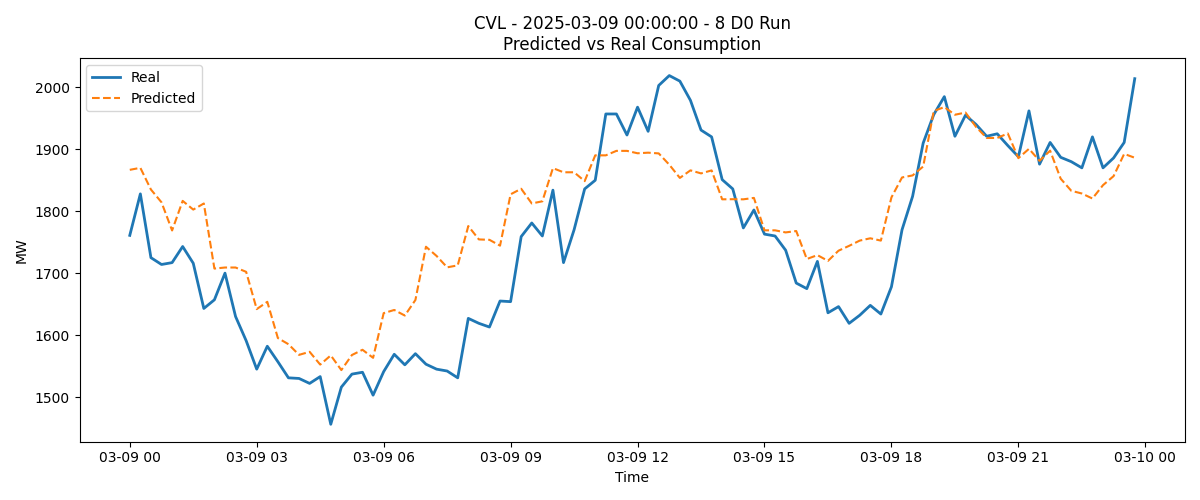 CVL - 2025-03-09 00:00:00 - 8 D0 Run
Predicted vs Real Consumption
Real
Predicted
2000
1900
1800
1700
1600
1500
MW
03-09 00
03-09 03
03-09 06
03-09 09
03-09 12
03-09 15
03-09 18
03-09 21
03-10 00
Time